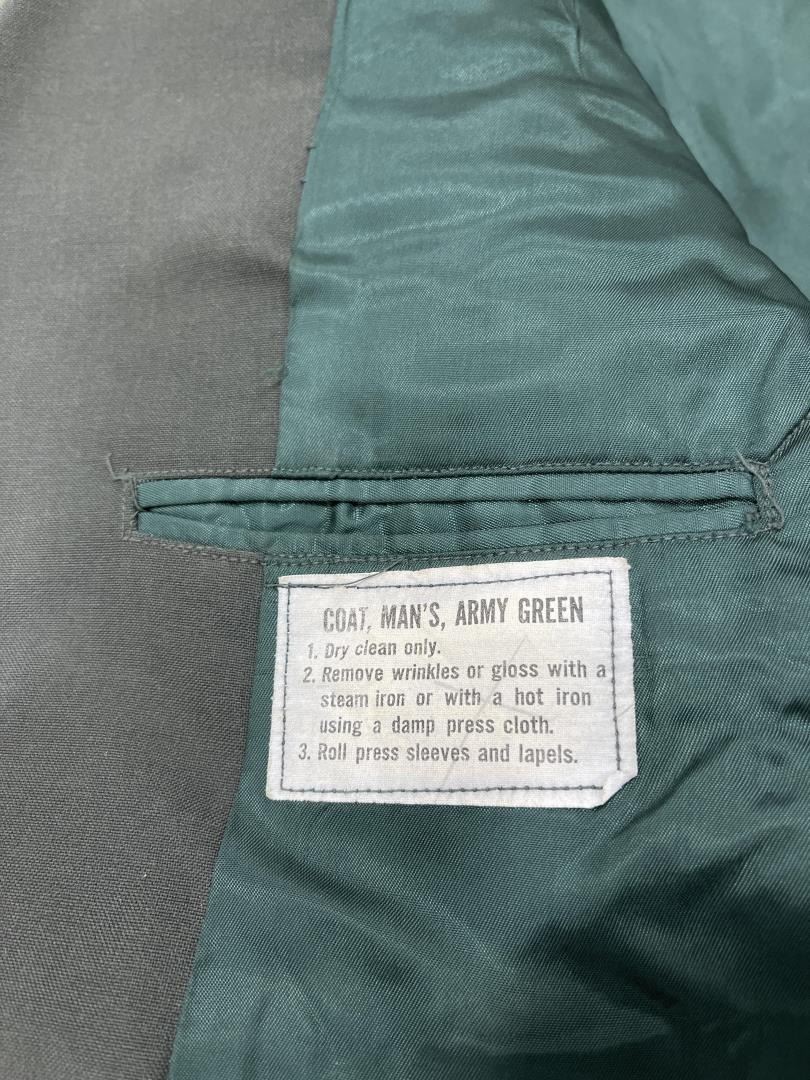 COAT, MAN'S, ARMY GREEN
1. Dry clean only.
2. Remove wrinkles or gloss with a
steam iron or with a hot iron
using a damp press cloth.
3. Roll press sleeves and lapels.